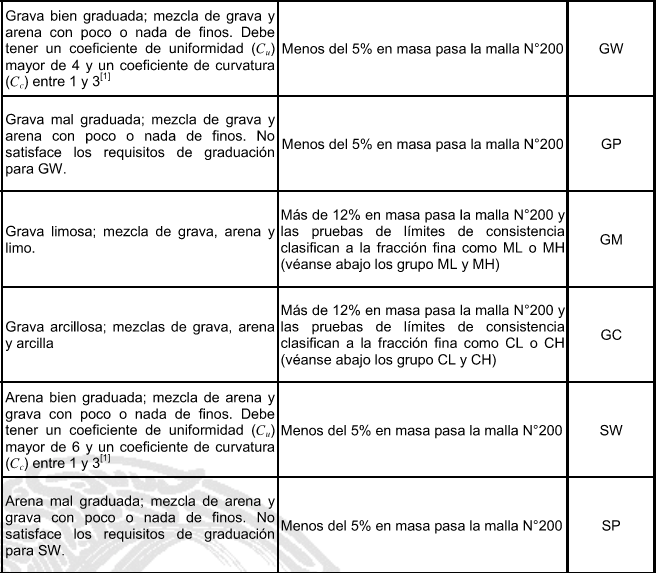 Grava bien graduada; mezcla de grava y
arena con poco o nada de finos. Debe
tener un coeficiente de uniformidad (Cu)
mayor de 4 y un coeficiente de curvatura
(Cc) entre 1 y 3[1]
Menos del 5% en masa pasa la malla N°200
GW
Grava mal graduada; mezcla de grava y
arena con poco o nada de finos. No
satisface los requisitos de graduación
para GW.
Menos del 5% en masa pasa la malla N°200
GP
Grava limosa; mezcla de grava, arena y
limo.
Más de 12% en masa pasa la malla N°200 y
las pruebas de límites de consistencia
clasifican a la fracción fina como ML o MH
(véanse abajo los grupo ML y MH)
GM
Grava arcillosa; mezclas de grava, arena
y arcilla
Más de 12% en masa pasa la malla N°200 y
las pruebas de límites de consistencia
clasifican a la fracción fina como CL o CH
(véanse abajo los grupo CL y CH)
GC
Arena bien graduada; mezcla de arena y
grava con poco o nada de finos. Debe
tener un coeficiente de uniformidad (Cu)
mayor de 6 y un coeficiente de curvatura
(Cc) entre 1 y 3[1]
Menos del 5% en masa pasa la malla N°200
SW
Arena mal graduada; mezcla de arena y
grava con poco o nada de finos. No
satisface los requisitos de graduación
para SW.
Menos del 5% en masa pasa la malla N°200
SP